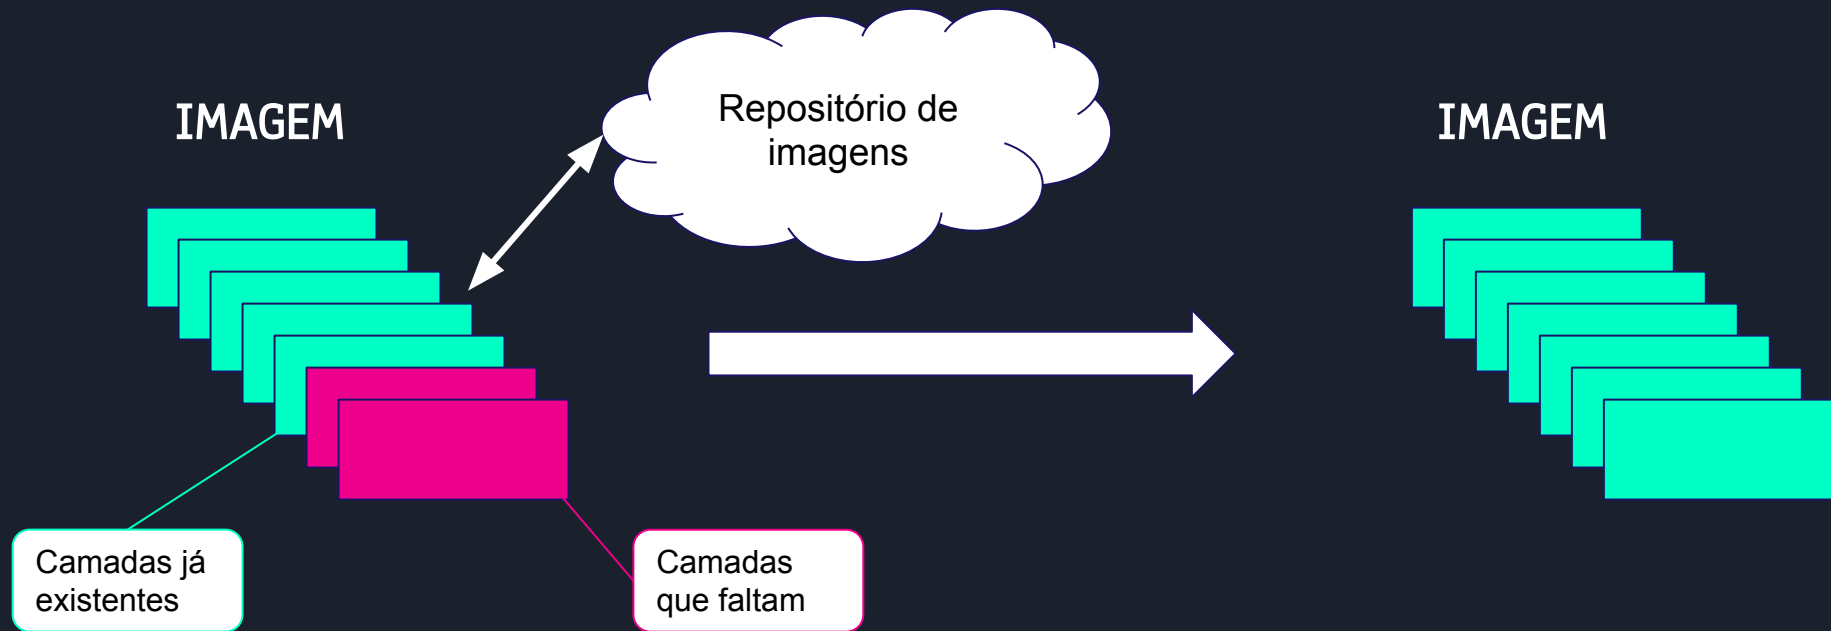 IMAGEM
Repositório de
imagens
IMAGEM
Camadas já
existentes
Camadas
que faltam